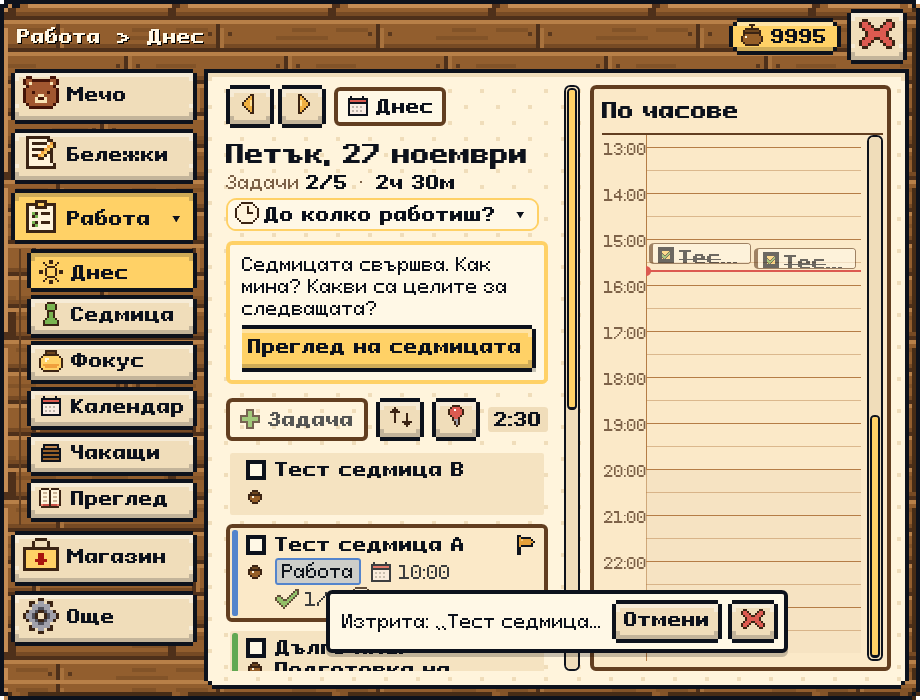 Работа > Днес
9995
Мечо
Бележки
Работа
Днес
Седмица
Фокус
Календар
Чакащи
Преглед
Магазин
Още
Днес
Петък, 27 ноември
Задачи 2/5 · 2ч 30м
До колко работиш?
Седмицата свършва. Как
мина? Какви са целите за
следващата?
Преглед на седмицата
Задача
2:30
Тест седмица B
Тест седмица A
Работа 10:00
Изтрита: „Тест седмица...
Отмени
Подготовка на
По часове
13:00
14:00
15:00
Тес...
Тес...
16:00
17:00
18:00
19:00
20:00
21:00
22:00